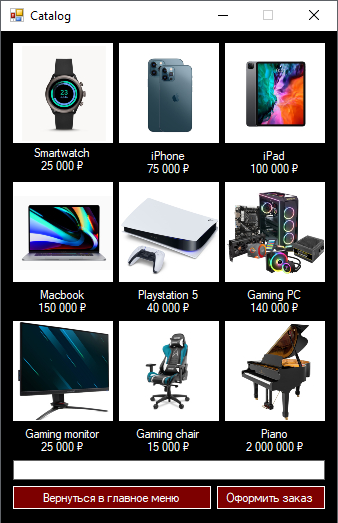 Catalog
Smartwatch
25 000 ₽
iPhone
75 000 ₽
iPad
100 000 ₽
Macbook
150 000 ₽
Playstation 5
40 000 ₽
Gaming PC
140 000 ₽
Gaming monitor
25 000 ₽
Gaming chair
15 000 ₽
Piano
2 000 000 ₽
Вернуться в главное меню
Оформить заказ